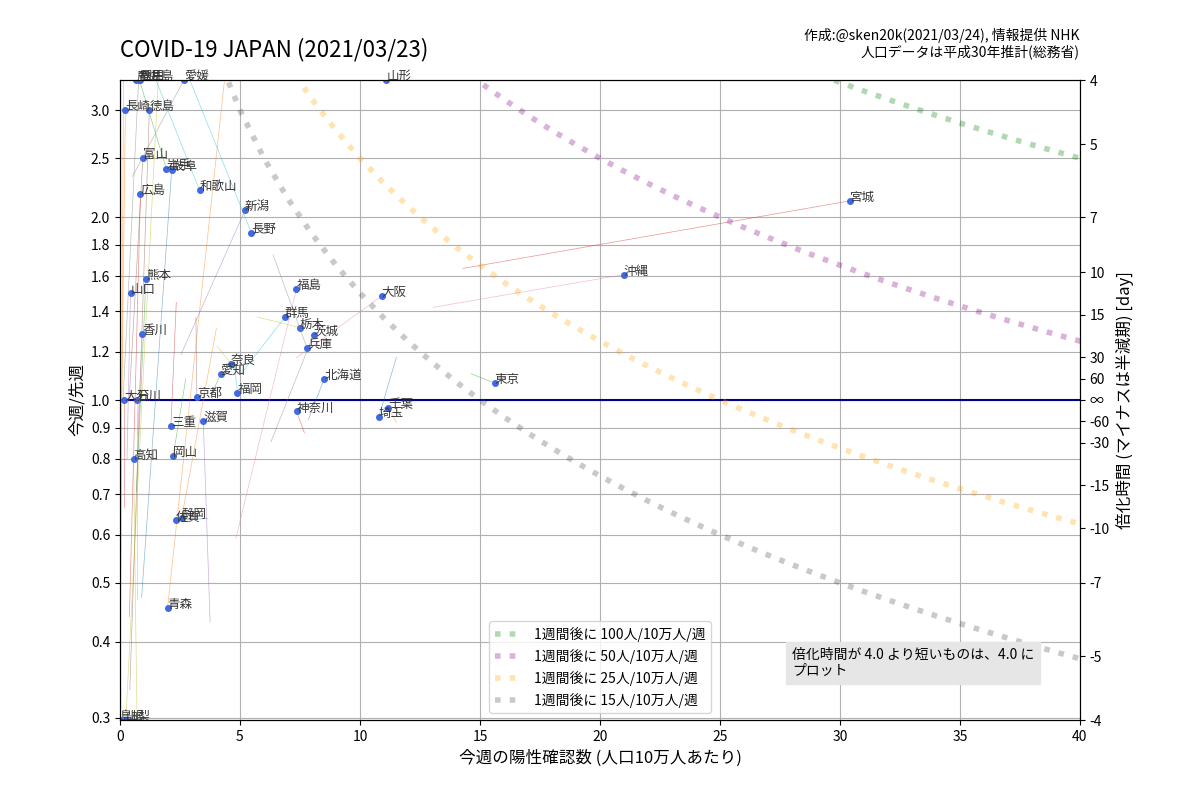 COVID-19 JAPAN (2021/03/23)
作成:@sken20k(2021/03/24), 情報提供 NHK
人口データは平成30年推計(総務省)
愛媛
山形
長崎
徳島
富山
岐阜
広島
和歌山
新潟
長野
宮城
沖縄
熊本
山口
福島
大阪
群馬
栃木
茨城
香川
兵庫
奈良
愛知
北海道
東京
福岡
京都
石川
千葉
埼玉
神奈川
滋賀
三重
岡山
高知
静岡
佐賀
青森
今週/先週
3.0
2.5
2.0
1.8
1.6
1.4
1.2
1.0
0.9
0.8
0.7
0.6
0.5
0.4
0.3
倍化時間 (マイナスは半減期) [day]
4
5
7
10
15
30
60
∞
-60
-30
-15
-10
-7
-5
-4
1週間後に 100人/10万人/週
1週間後に 50人/10万人/週
1週間後に 25人/10万人/週
1週間後に 15人/10万人/週
倍化時間が 4.0 より短いものは、4.0 に
プロット
0 5 10 15 20 25 30 35 40
今週の陽性確認数 (人口10万人あたり)